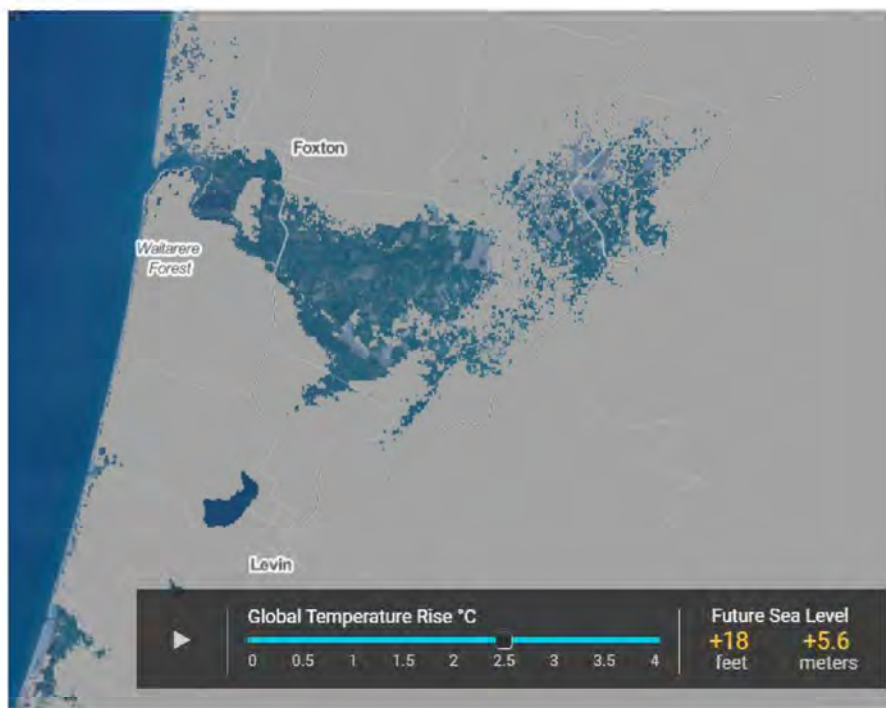 Foxton
Waitarere
Forest
Levin
Global Temperature Rise °C
0 0.5 1 1.5 2 2.5 3 3.5 4
Future Sea Level
+18 +5.6
feet meters